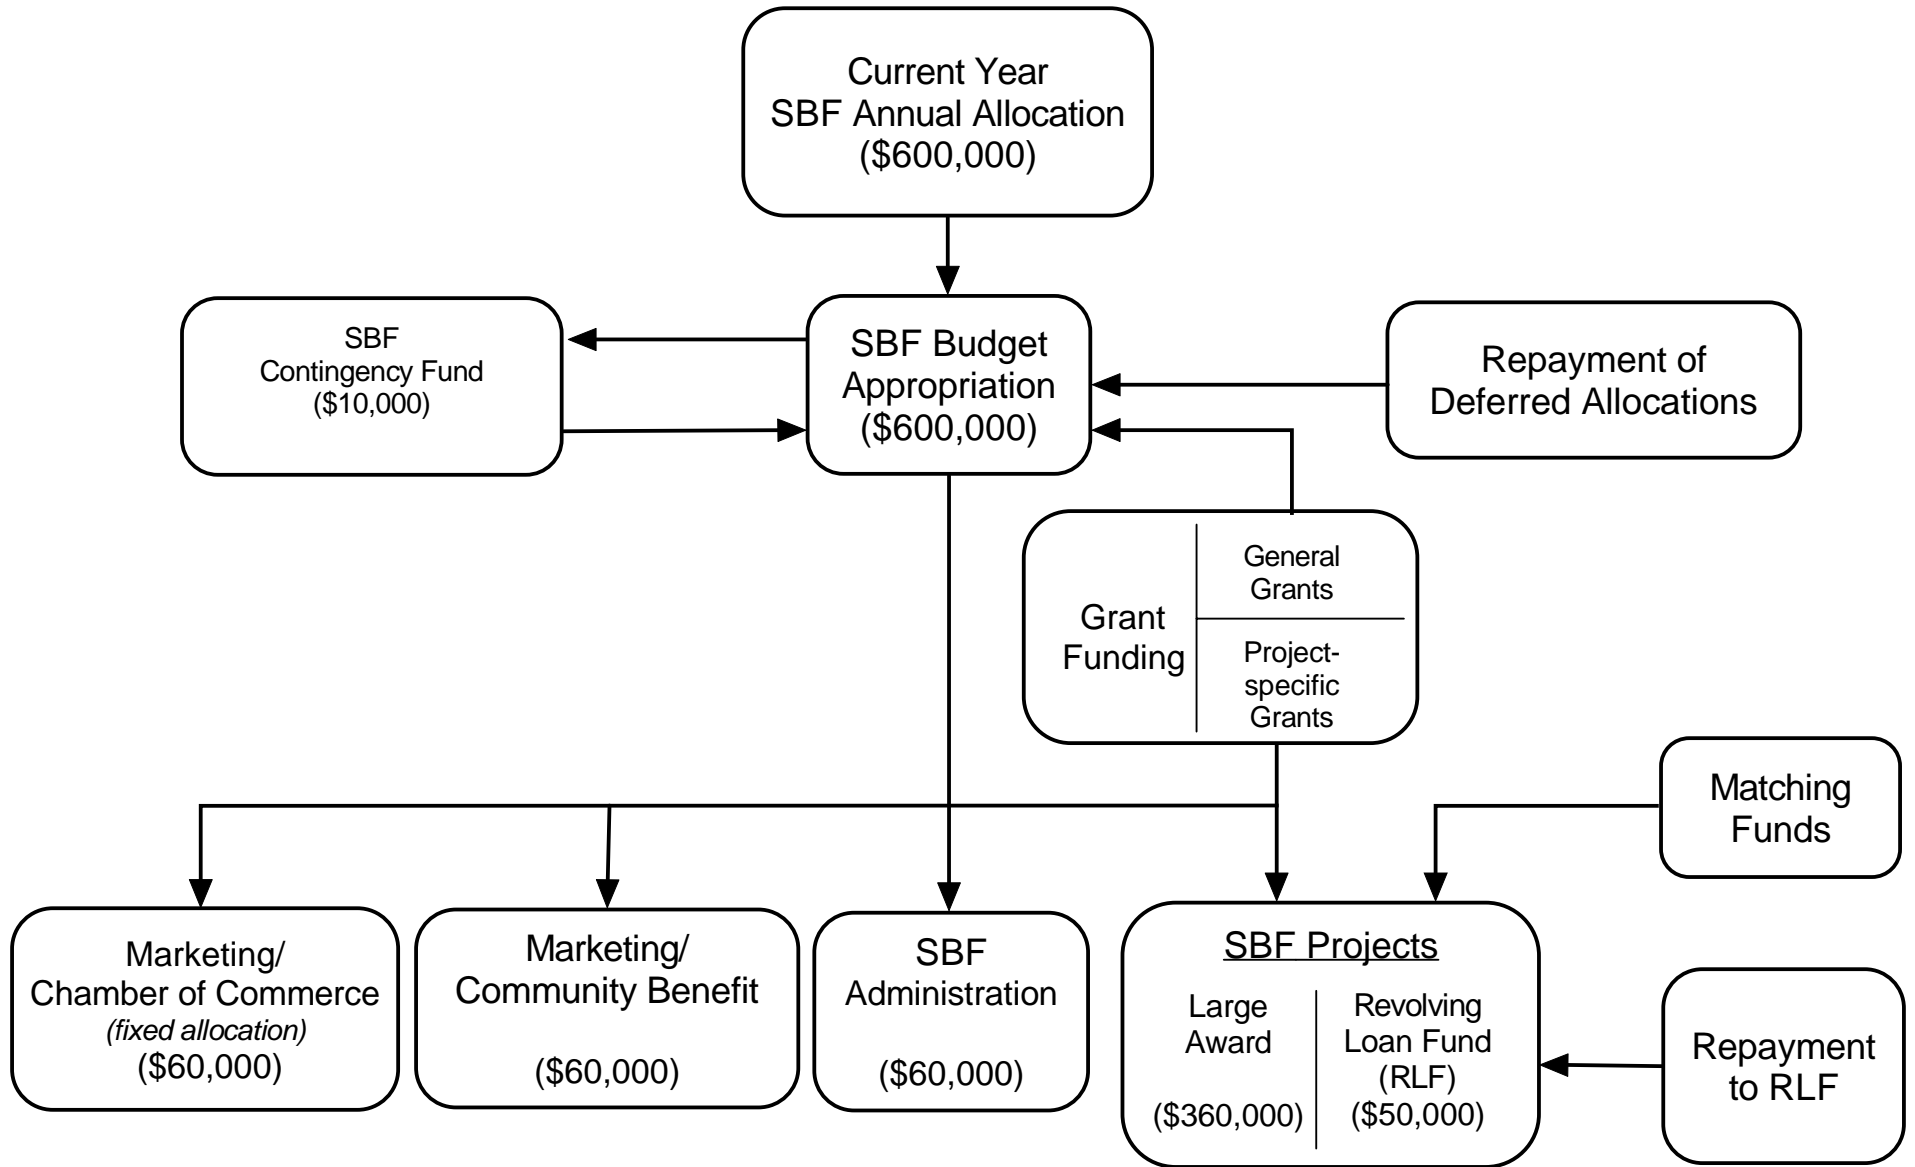 Current Year
SBF Annual Allocation
($600,000)
SBF
Contingency Fund
($10,000)
SBF Budget
Appropriation
($600,000)
Repayment of
Deferred Allocations
Grant
Funding
General
Grants
Project-
specific
Grants
Matching
Funds
Marketing/
Chamber of Commerce
(fixed allocation)
($60,000)
Marketing/
Community Benefit
($60,000)
SBF
Administration
($60,000)
SBF Projects
Large
Award
($360,000)
Revolving
Loan Fund
(RLF)
($50,000)
Repayment
to RLF